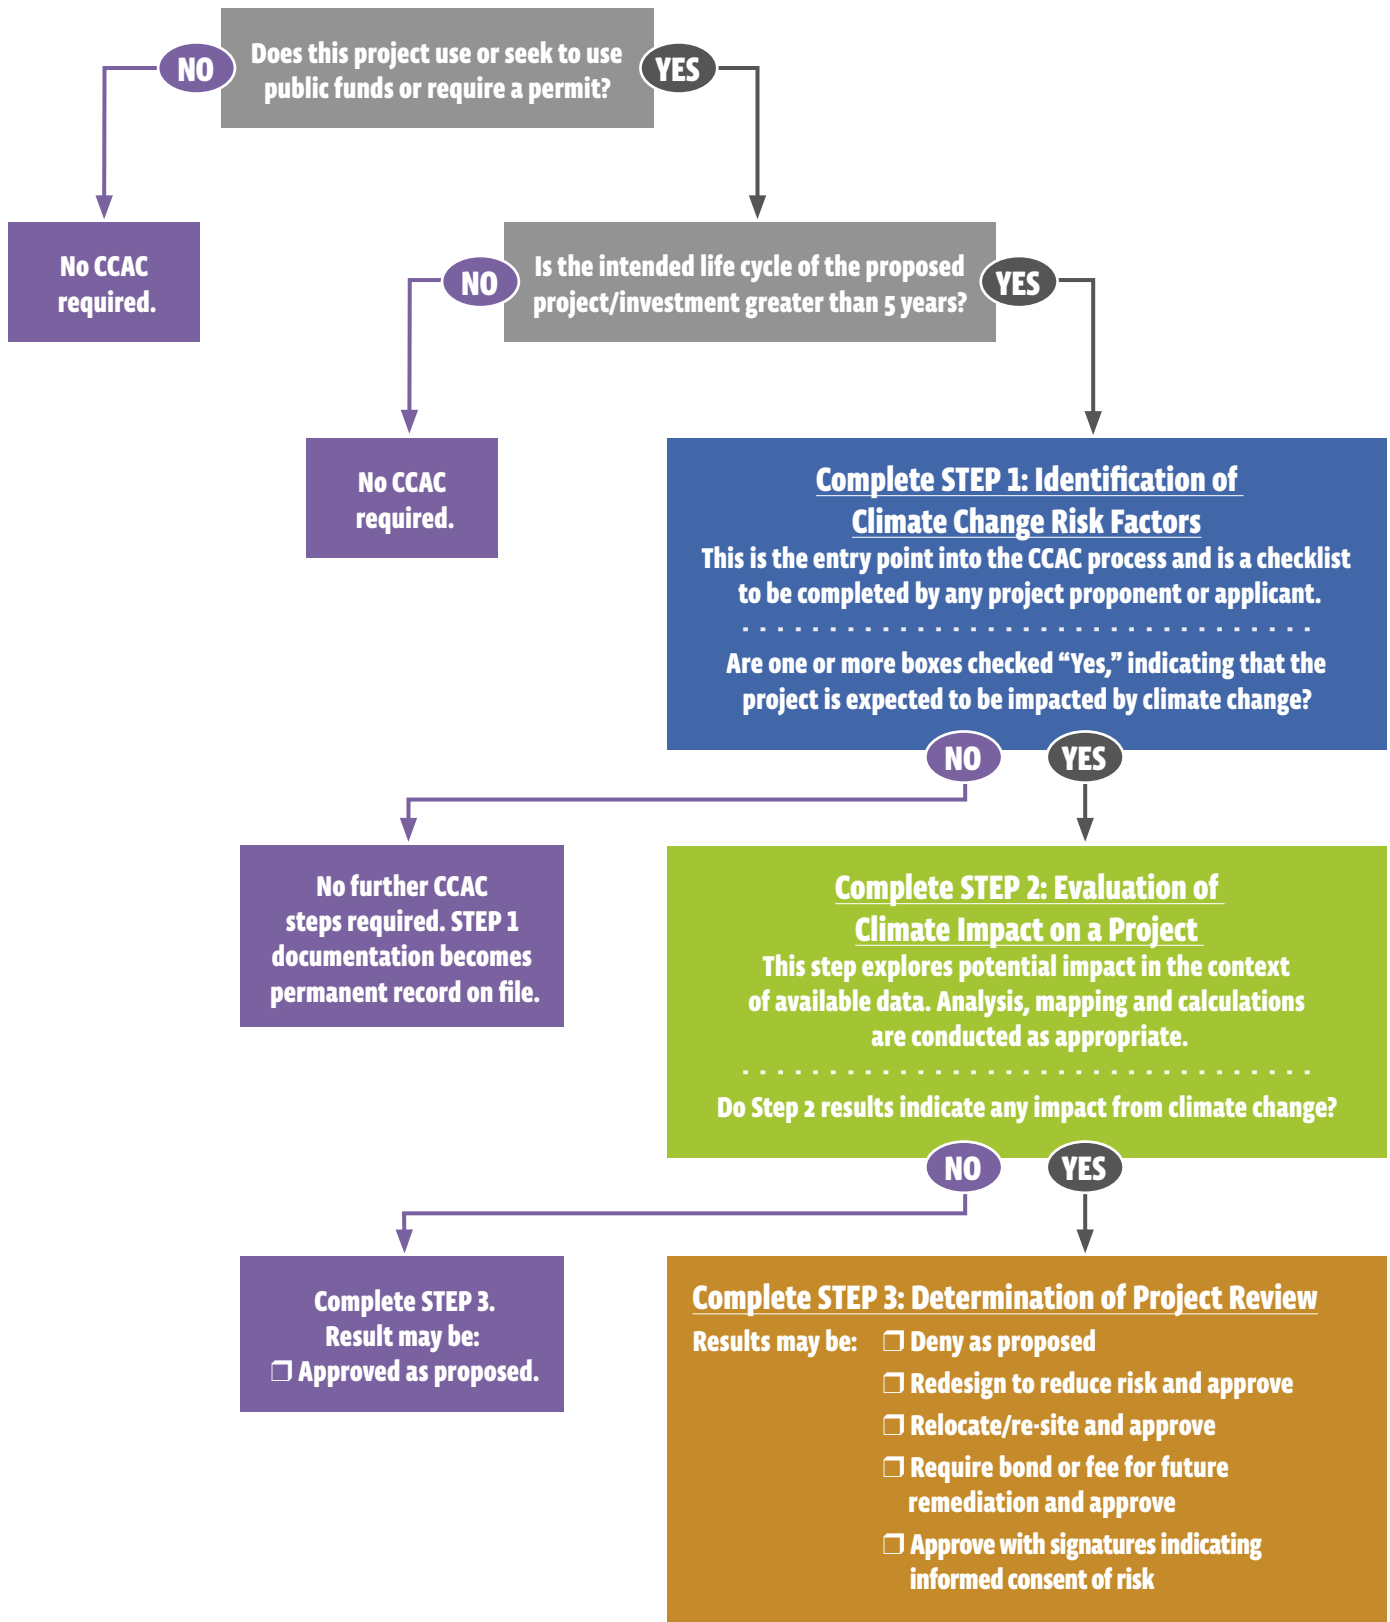 Does this project use or seek to use
public funds or require a permit?
NO
YES
No CCAC
required.
Is the intended life cycle of the proposed
project/investment greater than 5 years?
NO
YES
No CCAC
required.
Complete STEP 1: Identification of
Climate Change Risk Factors
This is the entry point into the CCAC process and is a checklist
to be completed by any project proponent or applicant.
Are one or more boxes checked “Yes,” indicating that the
project is expected to be impacted by climate change?
NO
YES
No further CCAC
steps required. STEP 1
documentation becomes
permanent record on file.
Complete STEP 2: Evaluation of
Climate Impact on a Project
This step explores potential impact in the context
of available data. Analysis, mapping and calculations
are conducted as appropriate.
Do Step 2 results indicate any impact from climate change?
NO
YES
Complete STEP 3.
Result may be:
❒ Approved as proposed.
Complete STEP 3: Determination of Project Review
Results may be: ❒ Deny as proposed
❒ Redesign to reduce risk and approve
❒ Relocate/re-site and approve
❒ Require bond or fee for future
remediation and approve
❒ Approve with signatures indicating
informed consent of risk